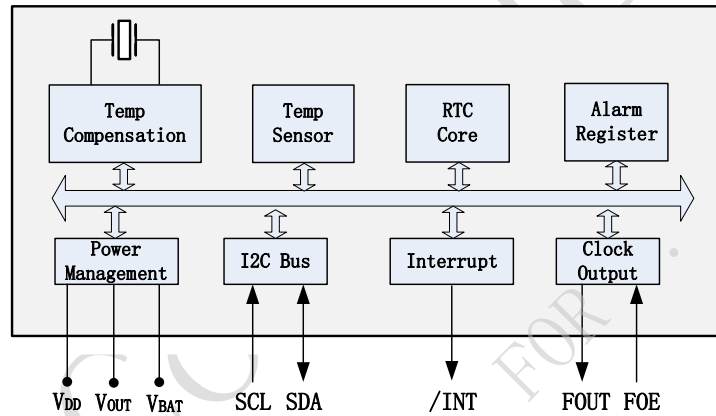 Temp
Compensation
Temp
Sensor
RTC
Core
Alarm
Register
Power
Management
I2C Bus
Interrupt
Clock
Output
VDD VOUT VBAT SCL SDA /INT FOUT FOE
FOR